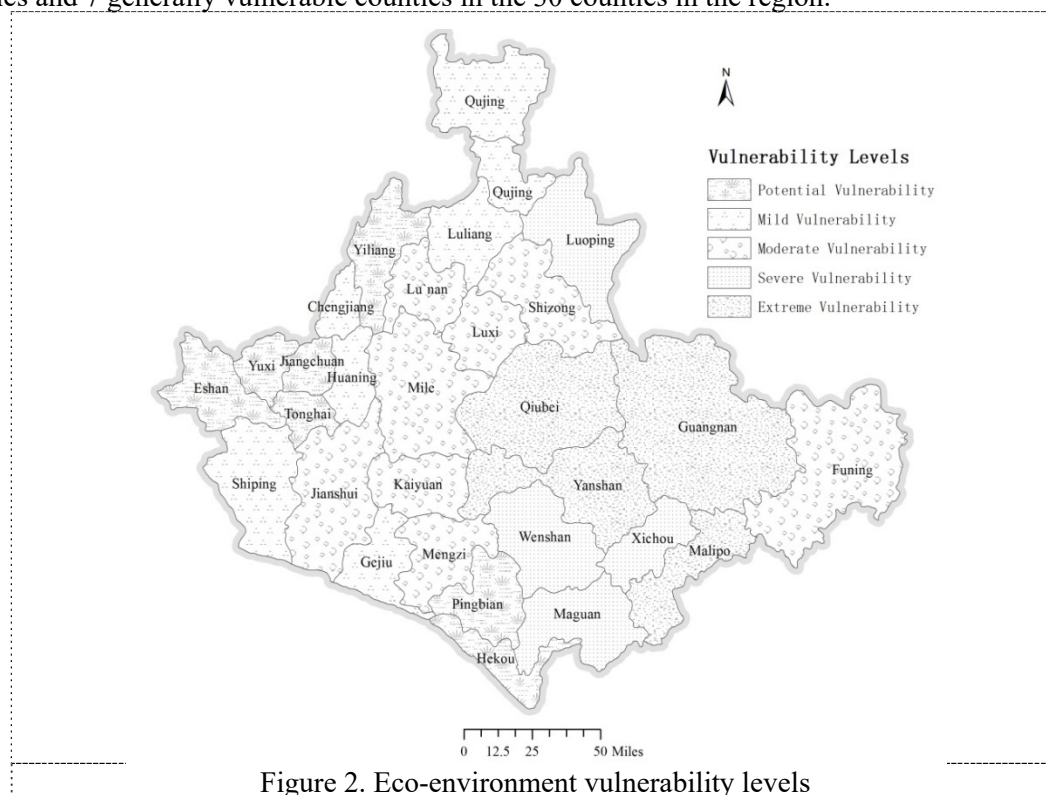 ies and 7 generally vulnerable counties in the 30 counties in the region.
Qujing
N
Vulnerability Levels
Potential Vulnerability
Qujing
Mild Vulnerability
Luliang
Luoping
Yiliang
Moderate Vulnerability
Severe Vulnerability
Lu`nan
Chengjiang
Shizong
Extreme Vulnerability
Luxi
Yuxi
Jiangchuan
Huaning
Eshan
Mile
Qiubei
Tonghai
Guangnan
Funing
Shiping
Jianshui
Kaiyuan
Yanshan
Wenshan
Xichou
Malipo
Gejiu
Mengzi
Pingbian
Maguan
Hekou
0 12.5 25 50 Miles
Figure 2. Eco-environment vulnerability levels